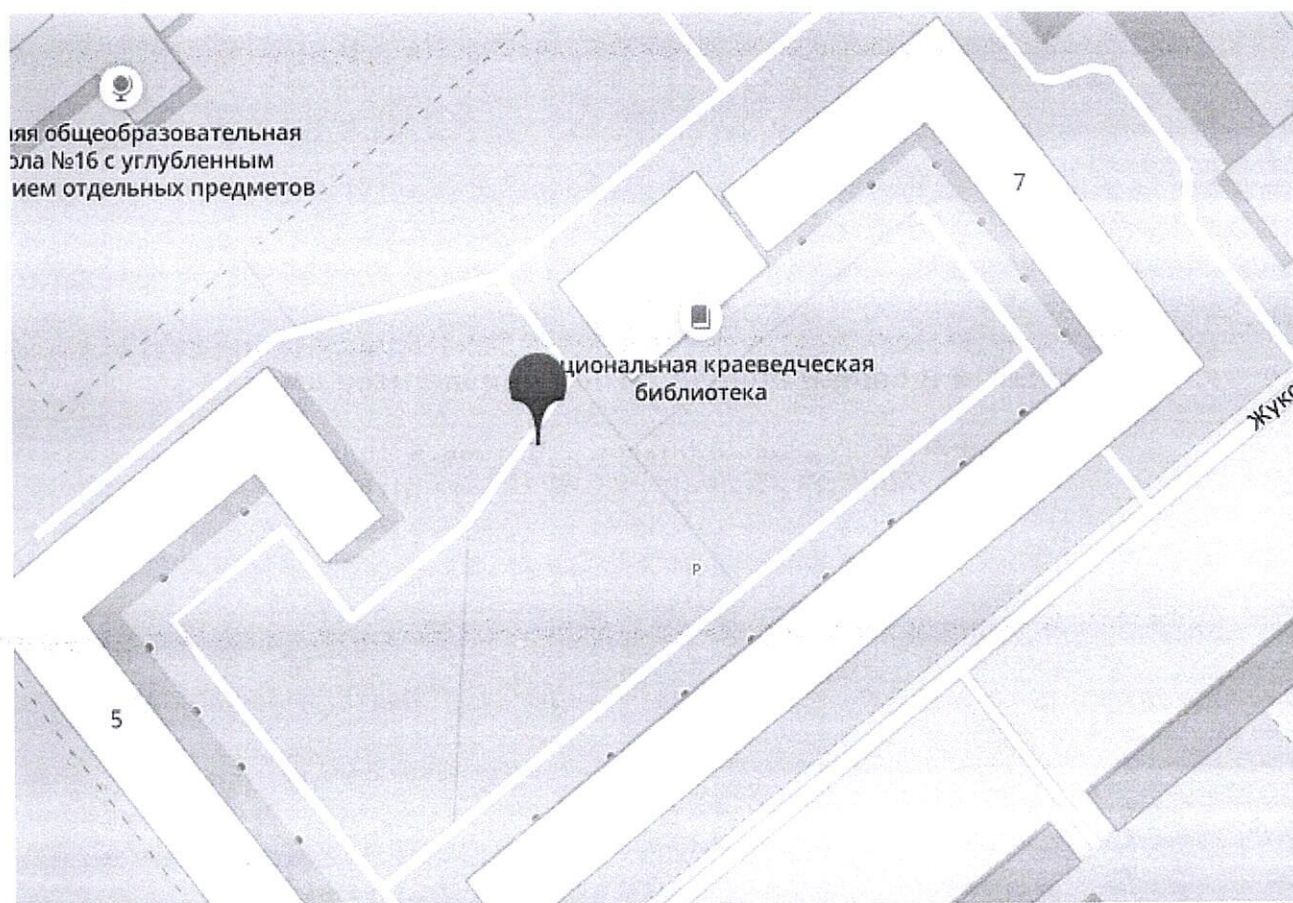 яя общеобразовательная
ола №16 с углубленным
ием отдельных предметов
7
циональная краеведческая
библиотека
Жук
P
5